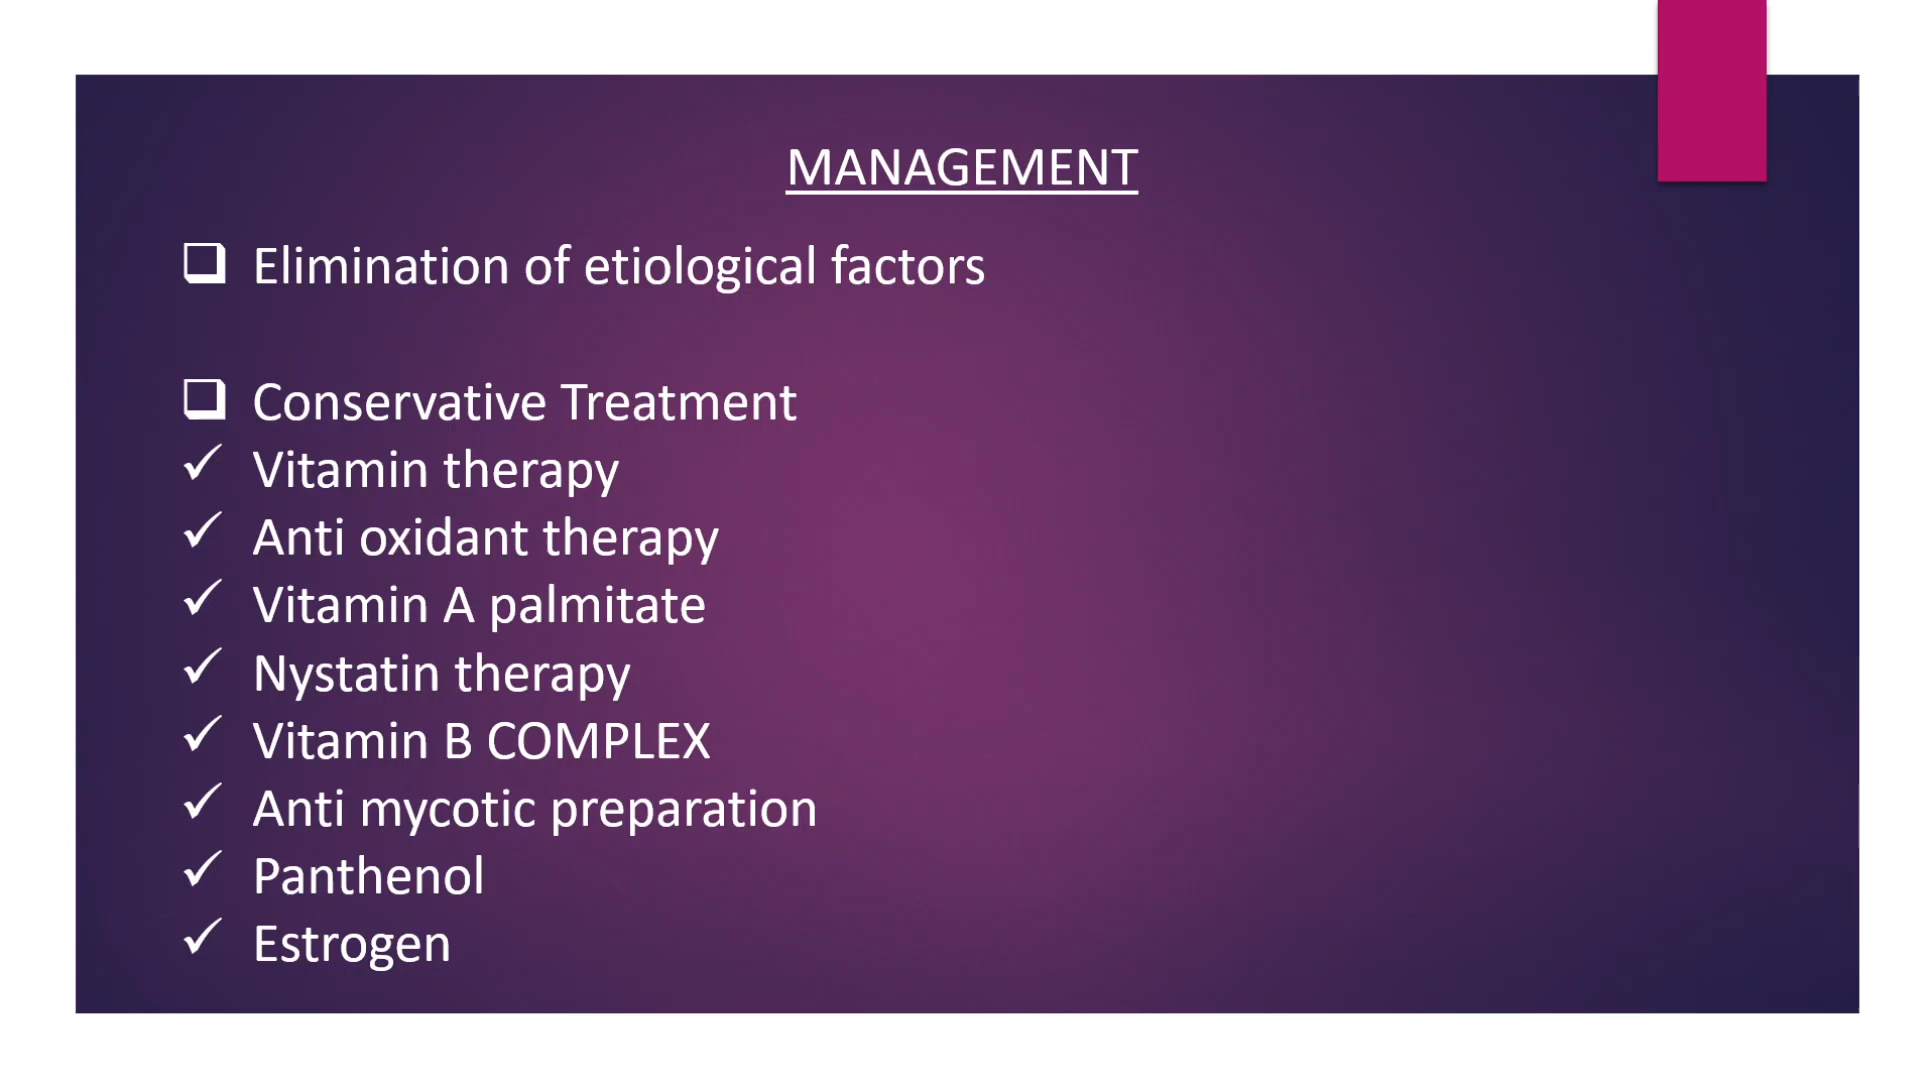 MANAGEMENT
❑ Elimination of etiological factors
❑ Conservative Treatment
✓ Vitamin therapy
✓ Anti oxidant therapy
✓ Vitamin A palmitate
✓ Nystatin therapy
✓ Vitamin B COMPLEX
✓ Anti mycotic preparation
✓ Panthenol
✓ Estrogen